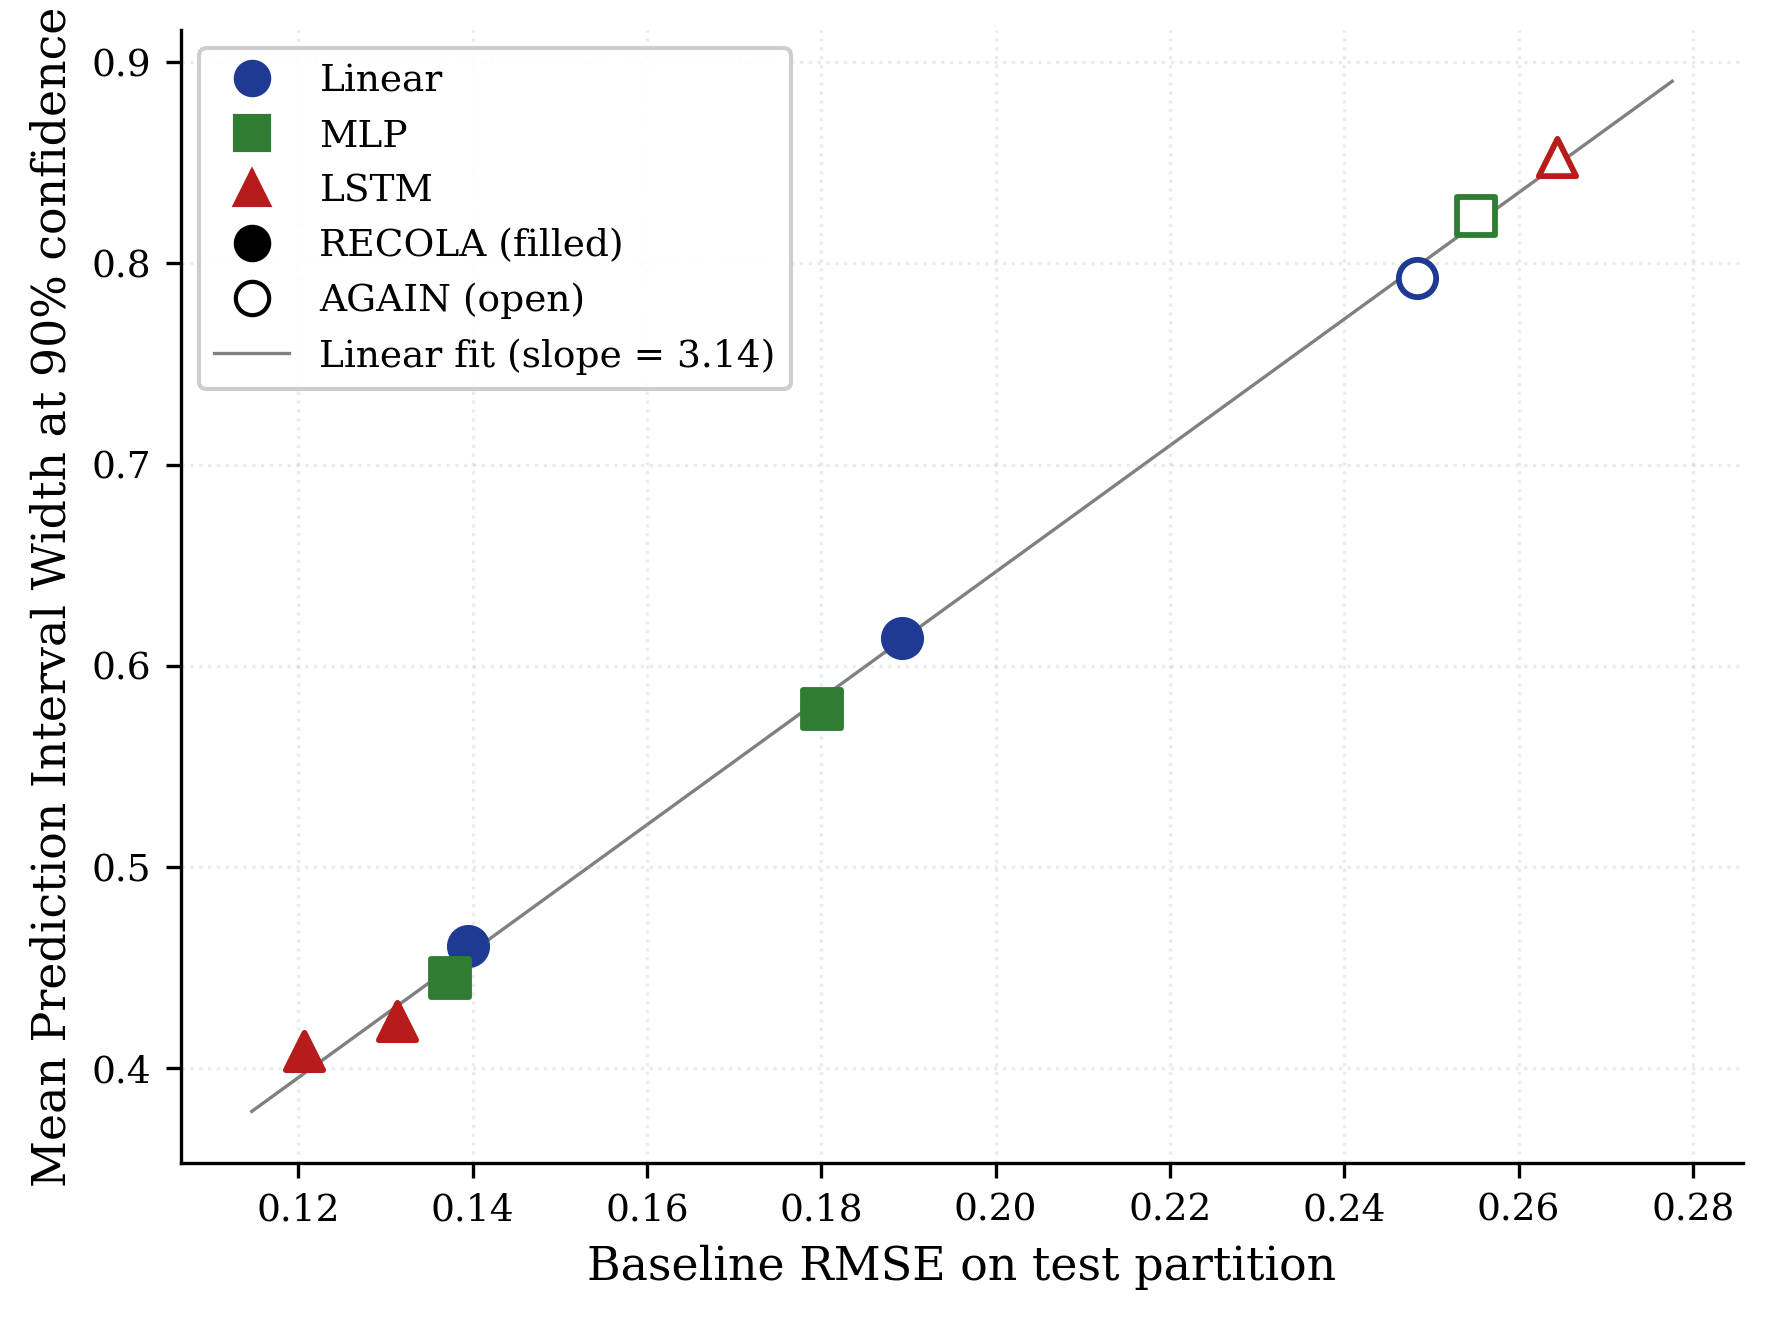 Mean Prediction Interval Width at 90% confidence
0.9
0.8
0.7
0.6
0.5
0.4
Linear
MLP
LSTM
RECOLA (filled)
AGAIN (open)
Linear fit (slope = 3.14)
0.12 0.14 0.16 0.18 0.20 0.22 0.24 0.26 0.28
Baseline RMSE on test partition